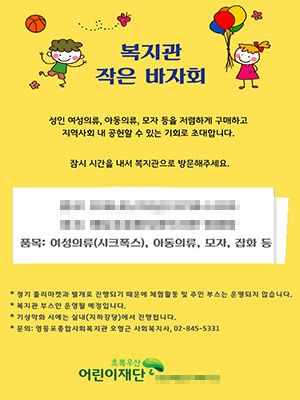 복지관
작은 바자회
성인 여성의류, 아동의류, 모자 등을 저렴하게 구매하고
지역사회 내 공헌할 수 있는 기회로 초대합니다.
잠시 시간을 내서 복지관으로 방문해주세요.
품목: 여성의류(시크폭스), 아동의류, 모자, 잡화 등
* 정기 플리마켓과 별개로 진행되기 때문에 체험활동 및 주민 부스는 운영되지 않습니다.
* 복지관 부스만 운영될 예정입니다.
* 기상악화 시에는 실내(지하강당)에서 진행됩니다.
* 문의: 영등포종합사회복지관 오형근 사회복지사, 02-845-5331
초록우산
어린이재단